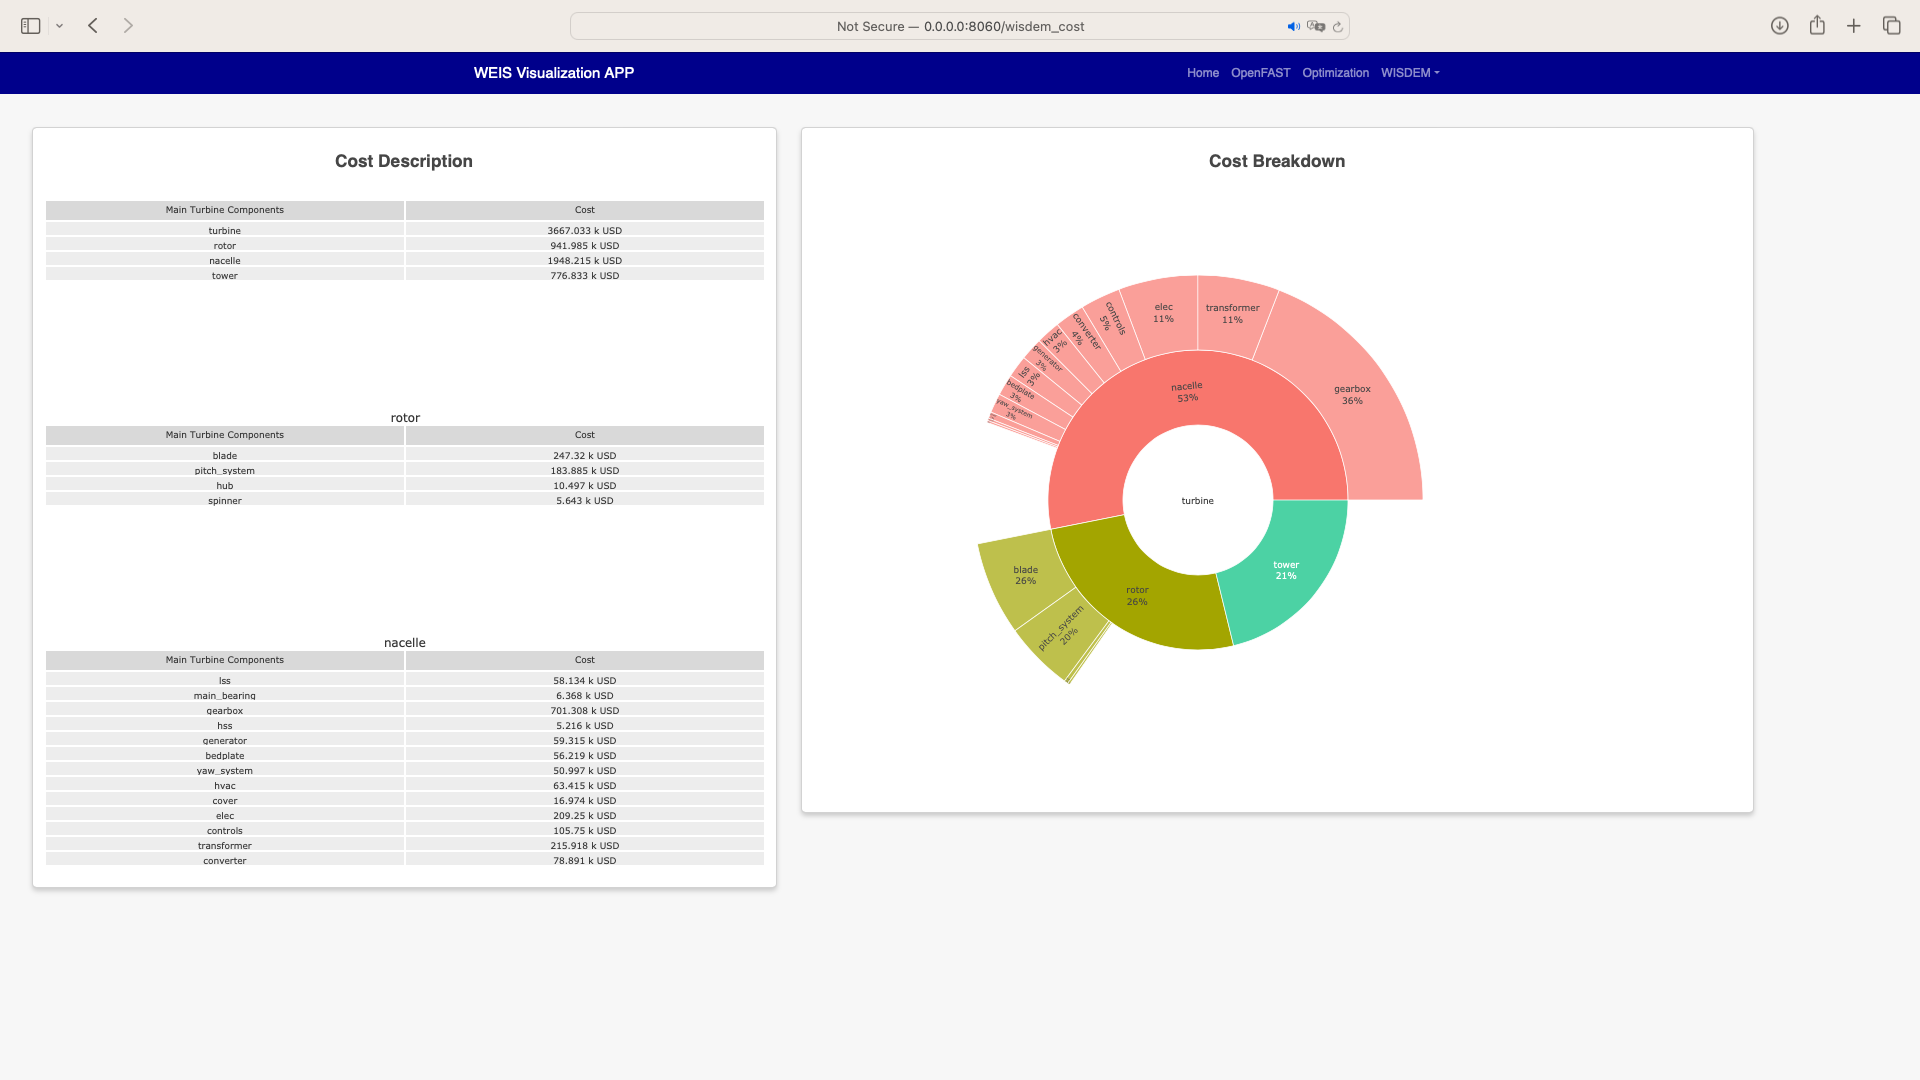 Not Secure — 0.0.0.0:8060/wisdem_cost
WEIS Visualization APP
Home OpenFAST Optimization WISDEM
Cost Description
Main Turbine Components Cost
turbine 3667.033 k USD
rotor 941.985 k USD
nacelle 1948.215 k USD
tower 776.833 k USD
rotor
Main Turbine Components Cost
blade 247.32 k USD
pitch_system 183.885 k USD
hub 10.497 k USD
spinner 5.643 k USD
nacelle
Main Turbine Components Cost
lss 58.134 k USD
main_bearing 6.368 k USD
gearbox 701.308 k USD
hss 5.216 k USD
generator 59.315 k USD
bedplate 56.219 k USD
yaw_system 50.997 k USD
hvac 63.415 k USD
cover 16.974 k USD
elec 209.25 k USD
controls 105.75 k USD
transformer 215.918 k USD
converter 78.891 k USD
Cost Breakdown
turbine
nacelle
53%
rotor
26%
tower
21%
gearbox
36%
transformer
11%
elec
11%
controls
5%
converter
4%
hvac
3%
generator
3%
lss
3%
bedplate
3%
yaw_system
3%
blade
26%
pitch_system
20%